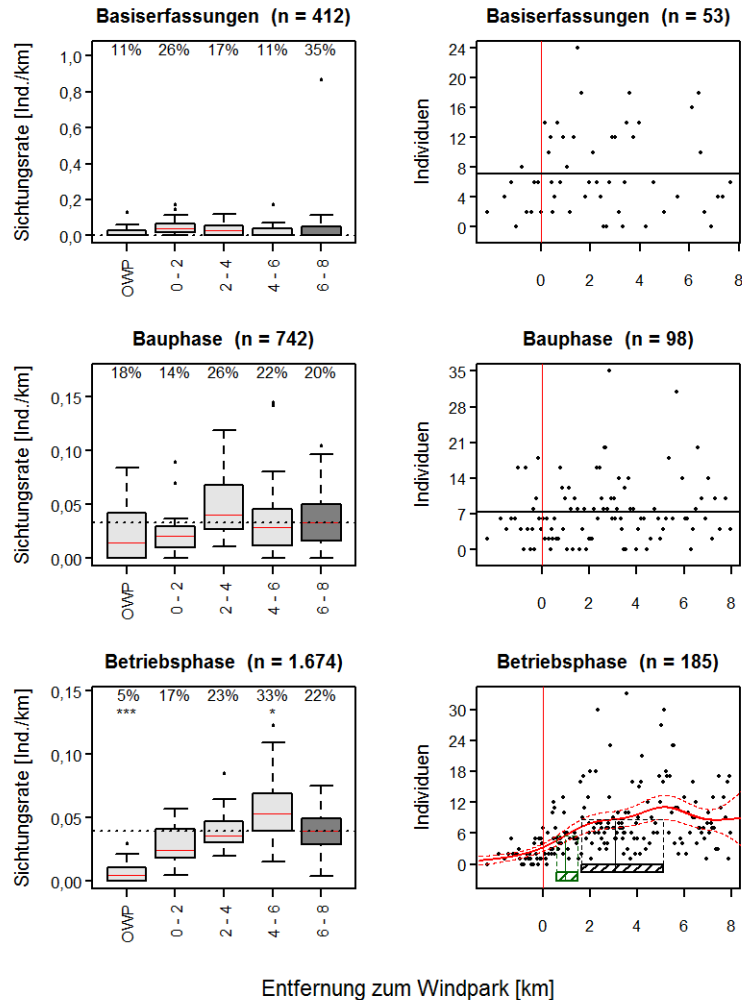 Basiserfassungen (n = 412)
11% 26% 17% 11% 35%
Sichtungsrate [Ind./km]
1,0
0,8
0,6
0,4
0,2
0,0
OWP
0 - 2
2 - 4
4 - 6
6 - 8
Basiserfassungen (n = 53)
Individuen
24
20
16
12
8
4
0
0 2 4 6 8
Bauphase (n = 742)
18% 14% 26% 22% 20%
Sichtungsrate [Ind./km]
0,15
0,10
0,05
0,00
OWP
0 - 2
2 - 4
4 - 6
6 - 8
Bauphase (n = 98)
Individuen
35
28
21
14
7
0
0 2 4 6 8
Betriebsphase (n = 1.674)
5% 17% 23% 33% 22%
*** *
Sichtungsrate [Ind./km]
0,15
0,10
0,05
0,00
OWP
0 - 2
2 - 4
4 - 6
6 - 8
Betriebsphase (n = 185)
Individuen
30
24
18
12
6
0
0 2 4 6 8
Entfernung zum Windpark [km]